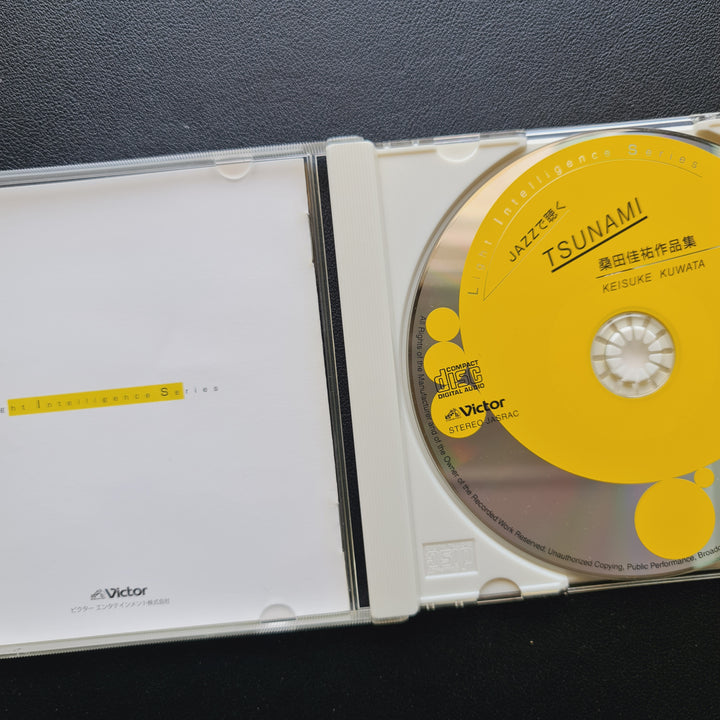 ght Intelligence Series
Victor
ビクター エンタテインメント株式会社
Light Intelligence Series
JAZZで聴く
TSUNAMI
桑田佳祐作品集
KEISUKE KUWATA
COMPACT
disc
DIGITAL AUDIO
Victor
STEREO JASRAC
All Rights of the Manufacturer and of the Owner of the Recorded Work Reserved. Unauthorized Copying, Public Performance, Broadc